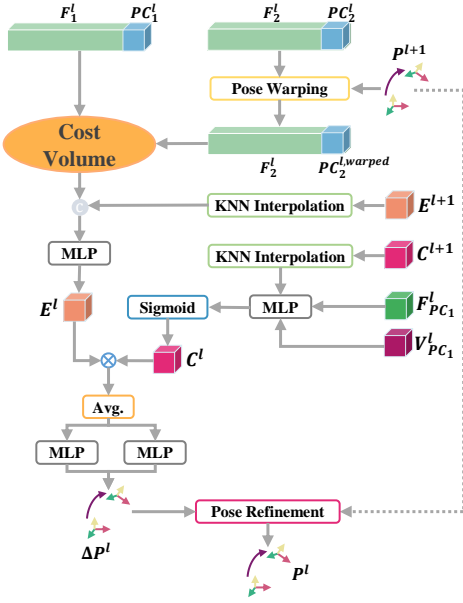 F_1^l PC_1^l
F_2^l PC_2^l
P^{l+1}
Pose Warping
Cost
Volume
F_2^l PC_2^{l,warped}
C
KNN Interpolation
E^{l+1}
MLP
KNN Interpolation
C^{l+1}
E^l
Sigmoid
MLP
F_{PC_1}^l
C^l
V_{PC_1}^l
Avg.
MLP
MLP
ΔP^l
Pose Refinement
P^l